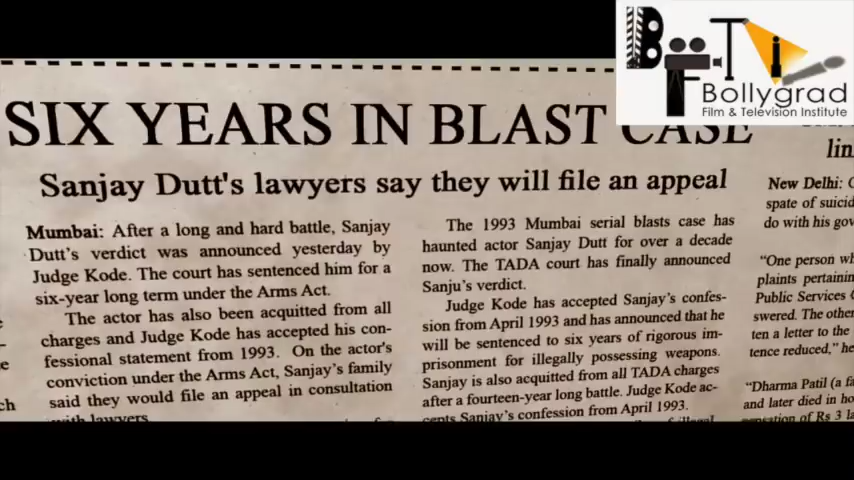 BFTi
Bollygrad
Film & Television Institute
SIX YEARS IN BLAST CASE
Sanjay Dutt's lawyers say they will file an appeal
Mumbai: After a long and hard battle, Sanjay
Dutt's verdict was announced yesterday by
Judge Kode. The court has sentenced him for a
six-year long term under the Arms Act.
The actor has also been acquitted from all
charges and Judge Kode has accepted his con-
fessional statement from 1993. On the actor's
conviction under the Arms Act, Sanjay's family
said they would file an appeal in consultation
with lawyers.
The 1993 Mumbai serial blasts case has
haunted actor Sanjay Dutt for over a decade
now. The TADA court has finally announced
Sanju's verdict.
Judge Kode has accepted Sanjay's confes-
sion from April 1993 and has announced that he
will be sentenced to six years of rigorous im-
prisonment for illegally possessing weapons.
Sanjay is also acquitted from all TADA charges
after a fourteen-year long battle. Judge Kode ac-
cepts Sanjay's confession from April 1993.
lin
New Delhi:
spate of suicid
do with his gov
"One person wh
plaints pertainin
Public Services
swered. The other
ten a letter to the
tence reduced," he
"Dharma Patil (a fa
and later died in ho
of Rs 3 la